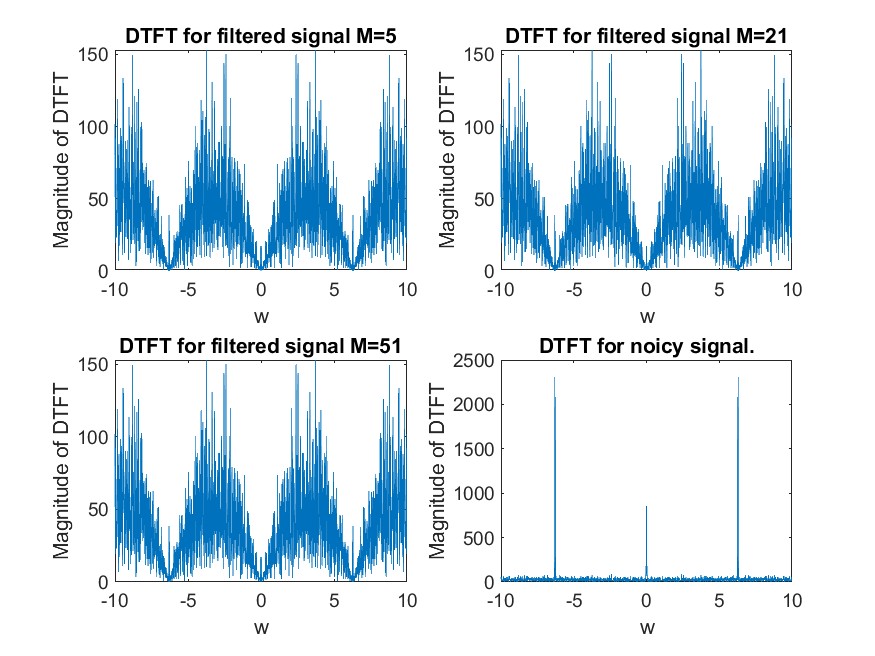 DTFT for filtered signal M=5
150
100
50
0
Magnitude of DTFT
-10 -5 0 5 10
w
DTFT for filtered signal M=21
150
100
50
0
Magnitude of DTFT
-10 -5 0 5 10
w
DTFT for filtered signal M=51
150
100
50
0
Magnitude of DTFT
-10 -5 0 5 10
w
DTFT for noicy signal.
2500
2000
1500
1000
500
0
Magnitude of DTFT
-10 -5 0 5 10
w